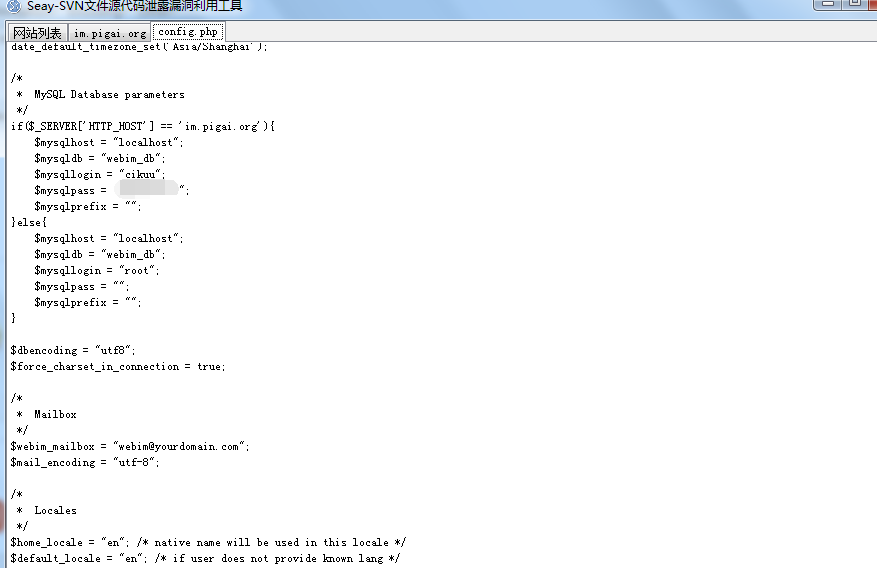 Seay-SVN文件源代码泄露漏洞利用工具
网站列表 im.pigai.org config.php
date_default_timezone_set('Asia/Shanghai');
/*
 *  MySQL Database parameters
 */
if($_SERVER['HTTP_HOST'] == 'im.pigai.org'){
    $mysqlhost = "localhost";
    $mysqldb = "webim_db";
    $mysqllogin = "cikuu";
    $mysqlpass = ";
    $mysqlprefix = "";
}else{
    $mysqlhost = "localhost";
    $mysqldb = "webim_db";
    $mysqllogin = "root";
    $mysqlpass = "";
    $mysqlprefix = "";
}
$dbencoding = "utf8";
$force_charset_in_connection = true;
/*
 *  Mailbox
 */
$webim_mailbox = "webim@yourdomain.com";
$mail_encoding = "utf-8";
/*
 *  Locales
 */
$home_locale = "en"; /* native name will be used in this locale */
$default_locale = "en"; /* if user does not provide known lang */